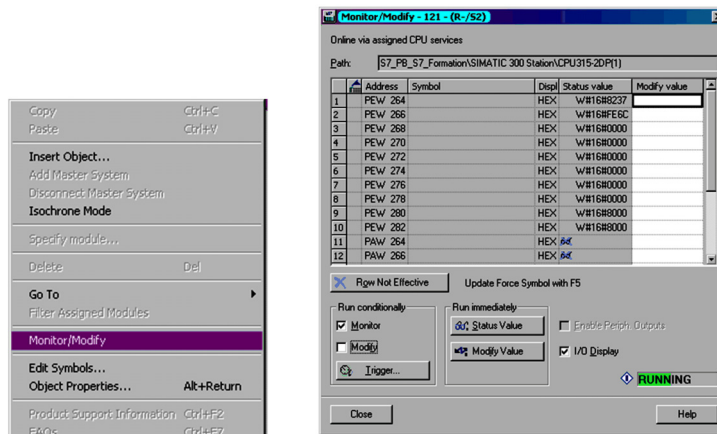 Copy Ctrl+C
Paste Ctrl+V
Insert Object...
Add Master System
Disconnect Master System
Isochrone Mode
Specify module...
Delete Del
Go To
Filter Assigned Modules
Monitor/Modify
Edit Symbols...
Object Properties... Alt+Return
Product Support Information Ctrl+F2
FAQs Ctrl+F7
Monitor/Modify - 121 - (R-/S2)
Online via assigned CPU services
Path: S7_PB_S7_Formation\SIMATIC 300 Station\CPU315-2DP(1)
Address Symbol Displ Status value Modify value
1 PEW 264 HEX W#16#8237
2 PEW 266 HEX W#16#FE6C
3 PEW 268 HEX W#16#0000
4 PEW 270 HEX W#16#0000
5 PEW 272 HEX W#16#0000
6 PEW 274 HEX W#16#0000
7 PEW 276 HEX W#16#0000
8 PEW 278 HEX W#16#0000
9 PEW 280 HEX W#16#8000
10 PEW 282 HEX W#16#8000
11 PAW 264 HEX
12 PAW 266 HEX
Row Not Effective Update Force Symbol with F5
Run conditionally Run immediately
Monitor Status Value Enable Periph. Outputs
Modify Modify Value I/O Display
Trigger...
RUNNING
Close Help